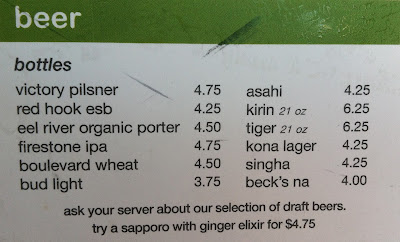 beer
bottles
victory pilsner 4.75 asahi 4.25
red hook esb 4.25 kirin 21 oz 6.25
eel river organic porter 4.50 tiger 21 oz 6.25
firestone ipa 4.75 kona lager 4.25
boulevard wheat 4.50 singha 4.25
bud light 3.75 beck's na 4.00
ask your server about our selection of draft beers.
try a sapporo with ginger elixir for $4.75